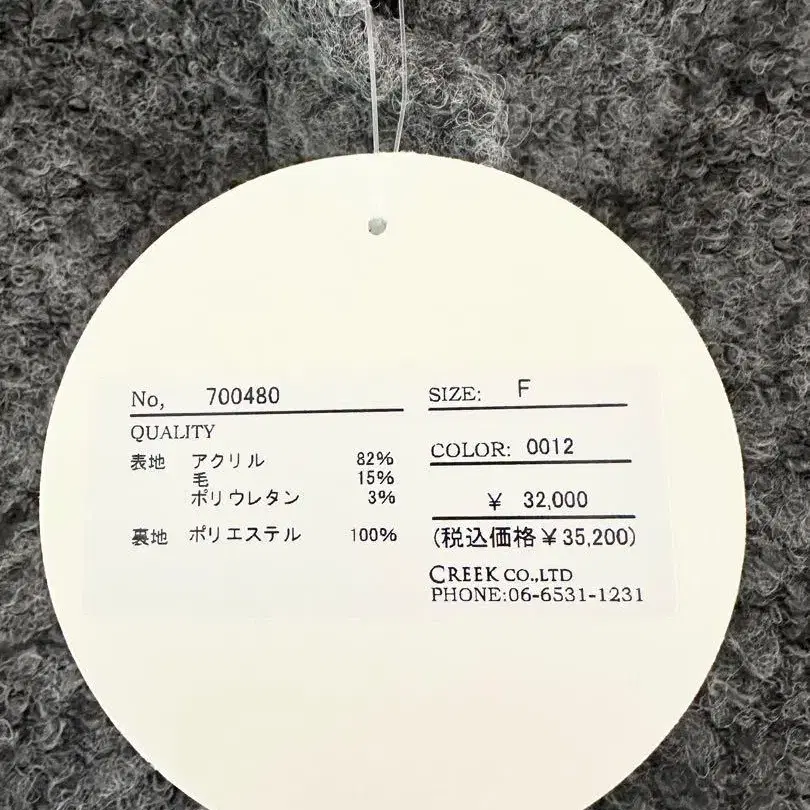 No, 700480
QUALITY
表地 アクリル 82%
毛 15%
ポリウレタン 3%
裏地 ポリエステル 100%
SIZE: F
COLOR: 0012
¥ 32,000
(税込価格¥35,200)
CREEK CO.,LTD
PHONE:06-6531-1231